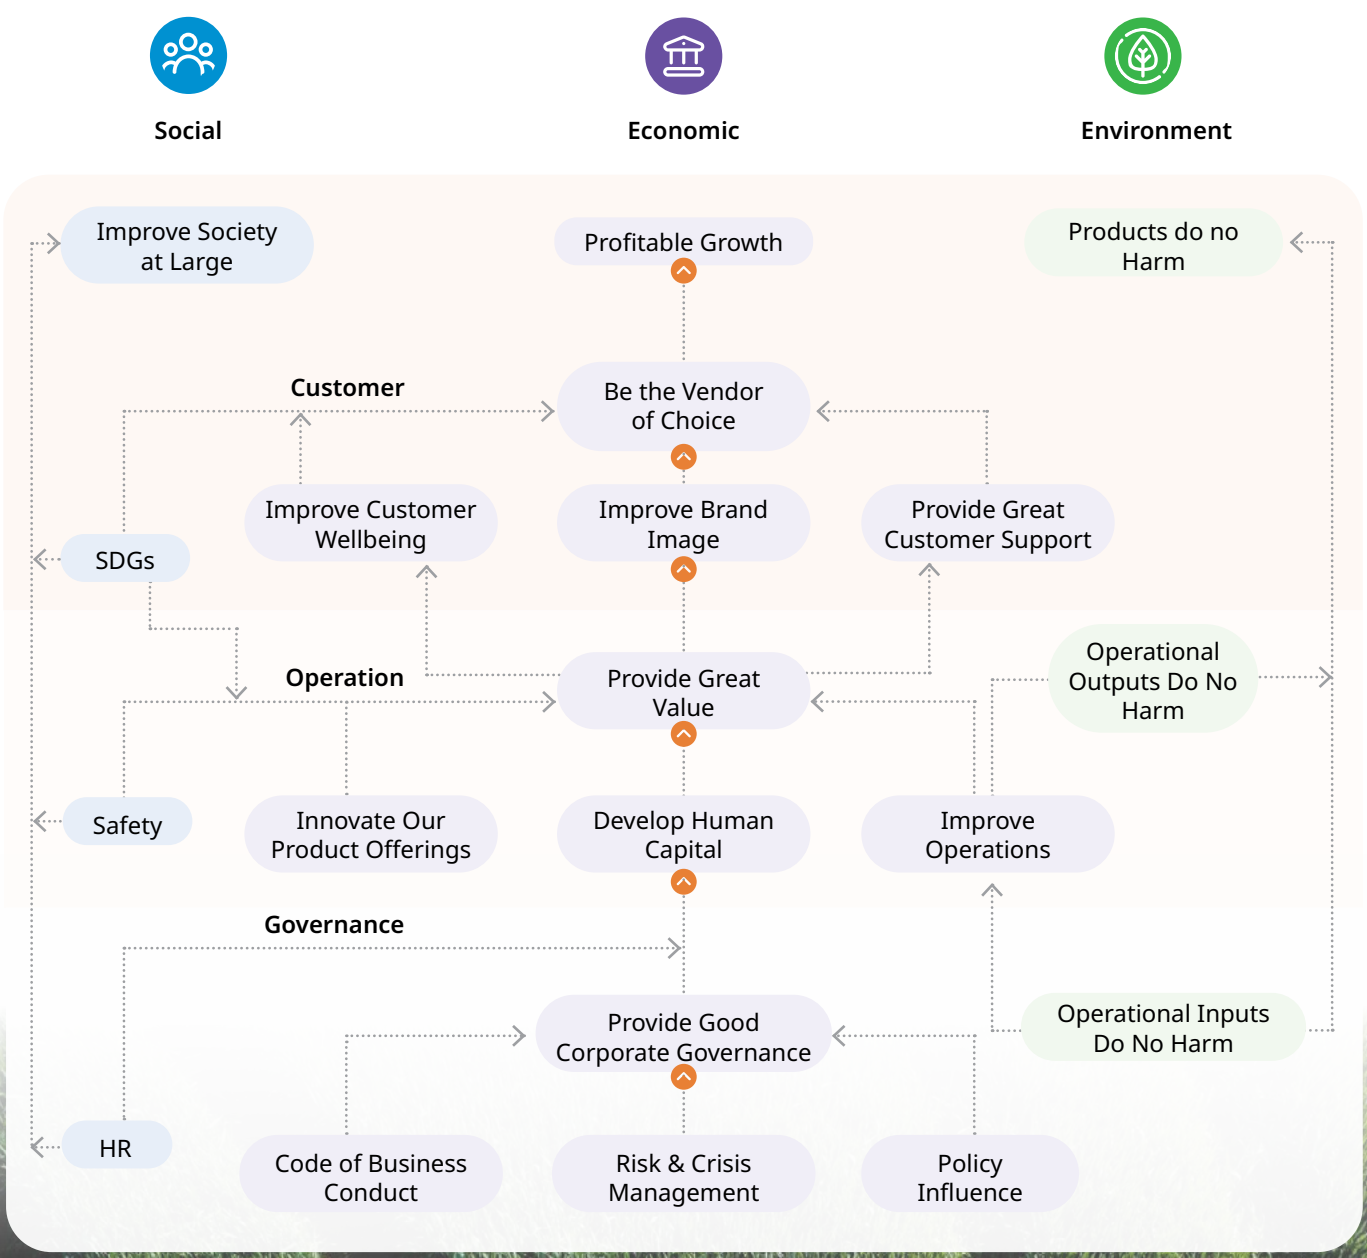 Social
Economic
Environment
Improve Society
at Large
Profitable Growth
Products do no
Harm
Customer
Be the Vendor
of Choice
Improve Customer
Wellbeing
Improve Brand
Image
Provide Great
Customer Support
SDGs
Operation
Provide Great
Value
Operational
Outputs Do No
Harm
Safety
Innovate Our
Product Offerings
Develop Human
Capital
Improve
Operations
Governance
Provide Good
Corporate Governance
Operational Inputs
Do No Harm
HR
Code of Business
Conduct
Risk & Crisis
Management
Policy
Influence